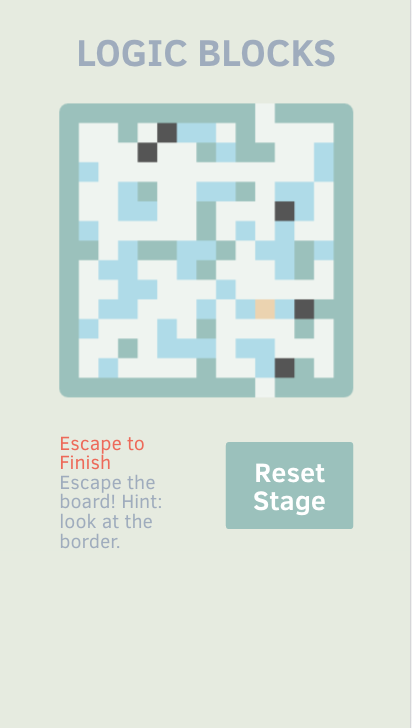 LOGIC BLOCKS
Escape to
Finish
Escape the
board! Hint:
look at the
border.
Reset
Stage